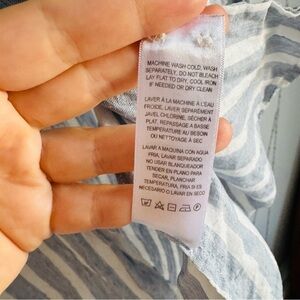 MACHINE WASH COLD, WASH
SEPARATELY, DO NOT BLEACH
LAY FLAT TO DRY, COOL IRON
IF NEEDED OR DRY CLEAN
LAVER À LA MACHINE À L'EAU
FROIDE, LAVER SÉPARÉMENT
JAVEL CHLORINE, SÉCHER À
PLAT, REPASSAGE A BASSE
TEMPÉRATURE AU BESOIN
OU NETTOYAGE À SEC
LAVAR A MAQUINA CON AGUA
FRIA, LAVAR SEPARADO
NO USAR BLANQUEADOR
TENDER EN PLANO PARA
SECAR, PLANCHAR
TEMPERATURA, FRIA SI ES
NECESARIO O LAVAR EN SECO